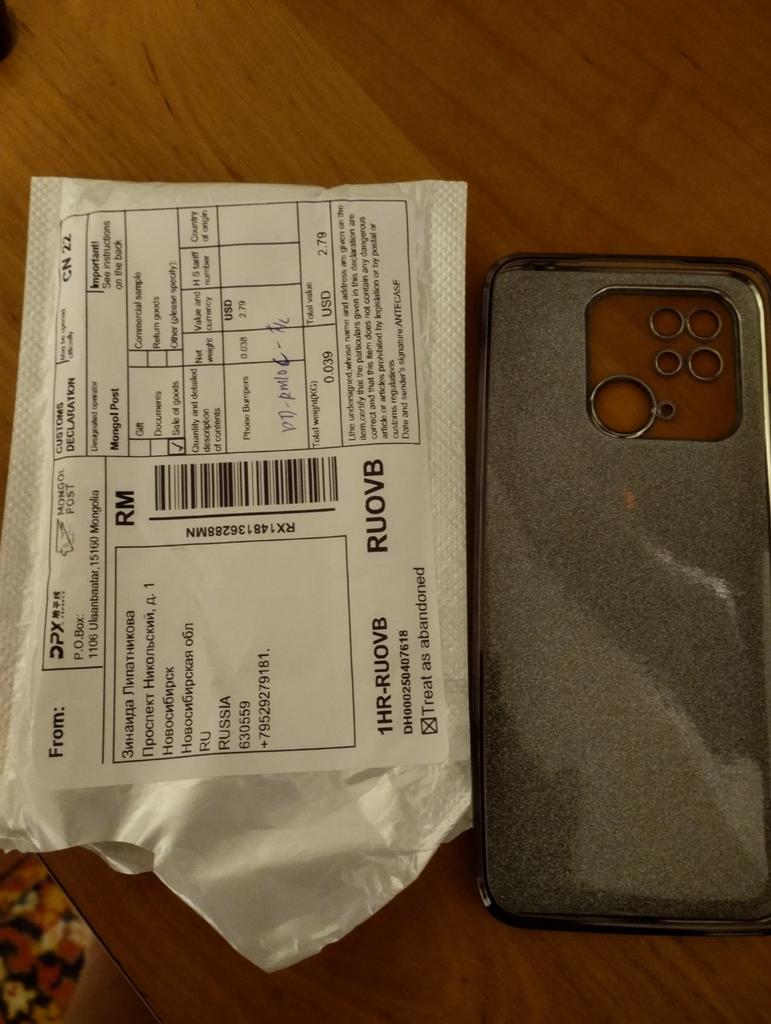 From:
DPX
P.O.Box:
1106 Ulaanbaatar,15160 Mongolia
MONGOL
POST
CUSTOMS
DECLARATION
May be opened
officially
CN 22
Designated operator
Important!
See instructions
on the back
Mongol Post
Gift
Commercial sample
Documents
Return goods
✓ Sale of goods
Other (please specify):
Quantity and detailed
description
of contents
Net
weight
Value and
currency
H S tariff
number
Country
of origin
USD
Phone Bumpers
0.038
2.79
Total weight(KG)
Total value
0.039
USD
2.79
I,the undersigned,whose name and address are given on the
item,certify that the particulars given in this declaration are
correct and that this item does not contain any dangerous
article or articles prohibited by legislation or by postal or
customs regulations
Date and sender's signature:ANTECASE
RM
RX148136288MN
Зинаида Липатникова
Проспект Никольский, д. 1
Новосибирск
Новосибирская обл
RU
RUSSIA
630559
+79529279181,
RUOVB
1HR-RUOVB
DH000250407618
☒Treat as abandoned